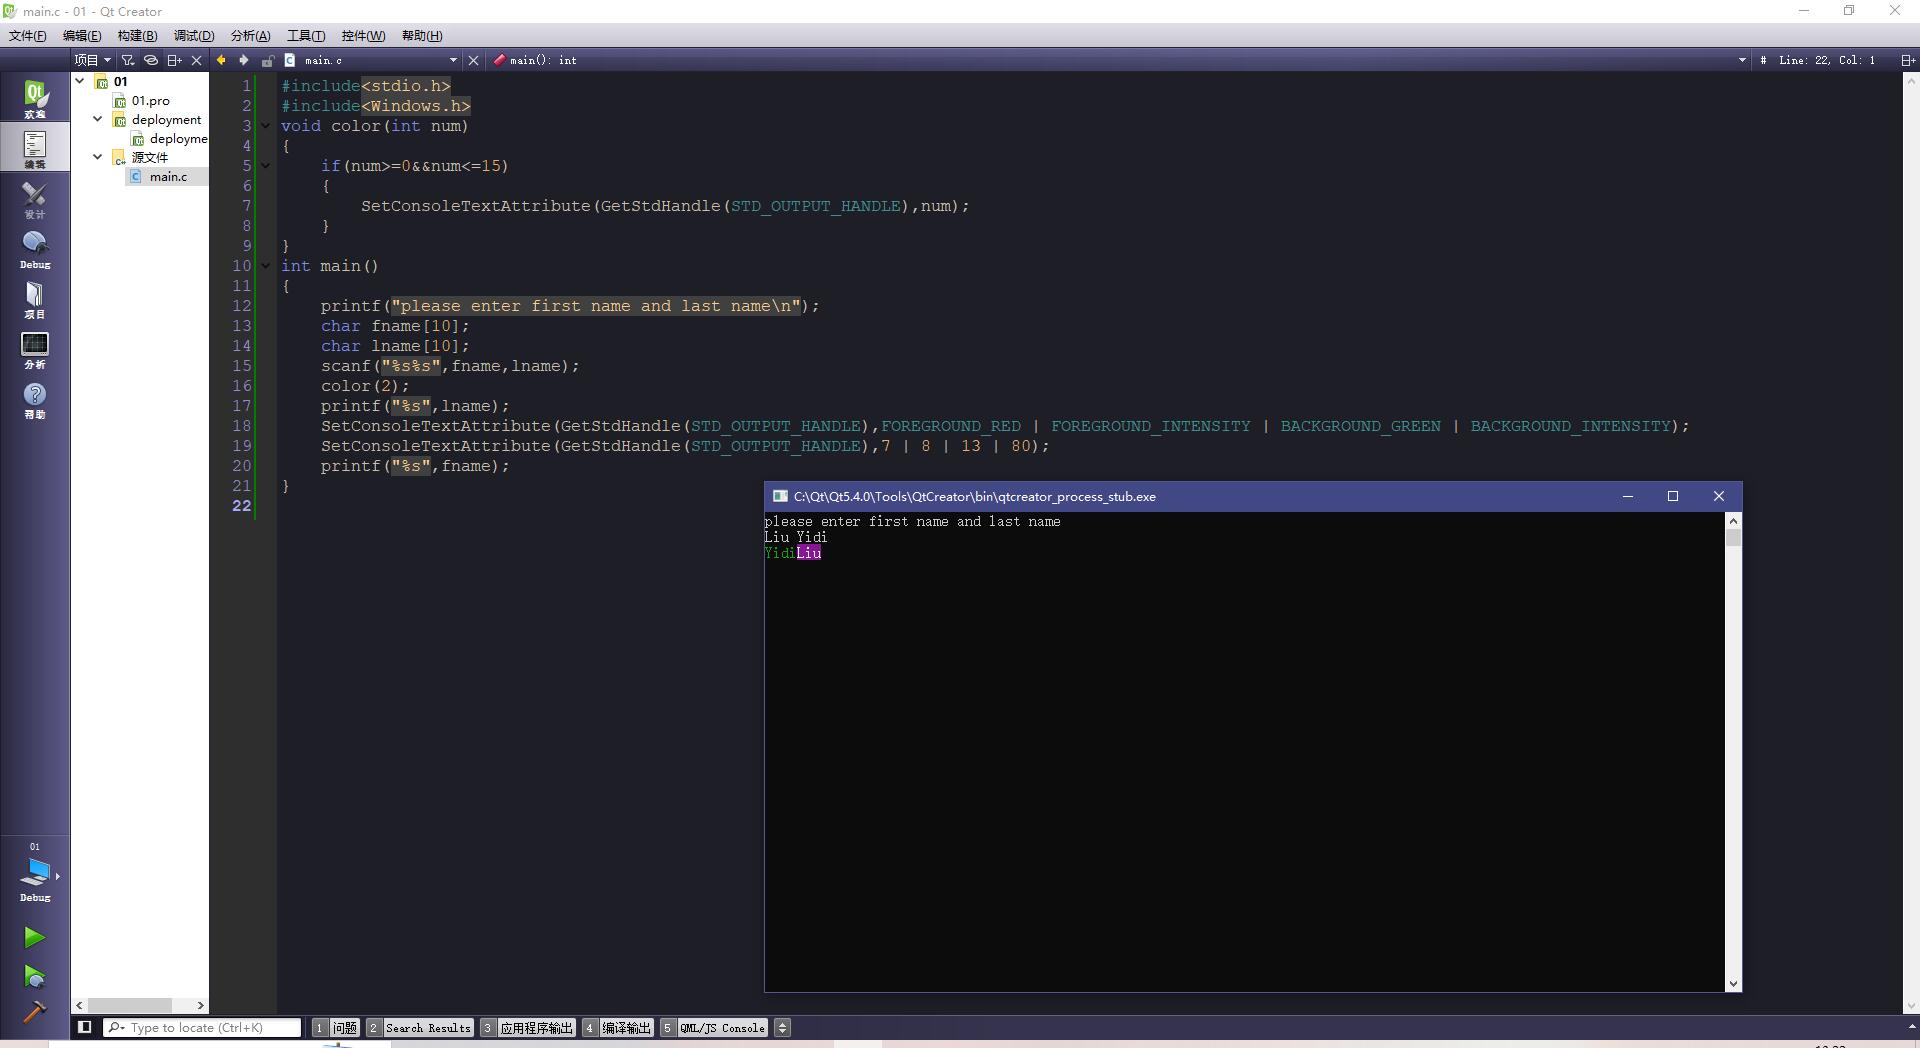 main.c - 01 - Qt Creator
文件(F) 编辑(E) 构建(B) 调试(D) 分析(A) 工具(T) 控件(W) 帮助(H)
项目 main.c main(): int # Line: 22, Col: 1
欢迎
编辑
设计
Debug
项目
分析
帮助
01
Debug
01
01.pro
deployment
deployme
源文件
main.c
1 #include<stdio.h>
2 #include<Windows.h>
3 void color(int num)
4 {
5 if(num>=0&&num<=15)
6 {
7 SetConsoleTextAttribute(GetStdHandle(STD_OUTPUT_HANDLE),num);
8 }
9 }
10 int main()
11 {
12 printf("please enter first name and last name\n");
13 char fname[10];
14 char lname[10];
15 scanf("%s%s",fname,lname);
16 color(2);
17 printf("%s",lname);
18 SetConsoleTextAttribute(GetStdHandle(STD_OUTPUT_HANDLE),FOREGROUND_RED | FOREGROUND_INTENSITY | BACKGROUND_GREEN | BACKGROUND_INTENSITY);
19 SetConsoleTextAttribute(GetStdHandle(STD_OUTPUT_HANDLE),7 | 8 | 13 | 80);
20 printf("%s",fname);
21 }
22
C:\Qt\Qt5.4.0\Tools\QtCreator\bin\qtcreator_process_stub.exe
please enter first name and last name
Liu Yidi
YidiLiu
Type to locate (Ctrl+K) 1 问题 2 Search Results 3 应用程序输出 4 编译输出 5 QML/JS Console